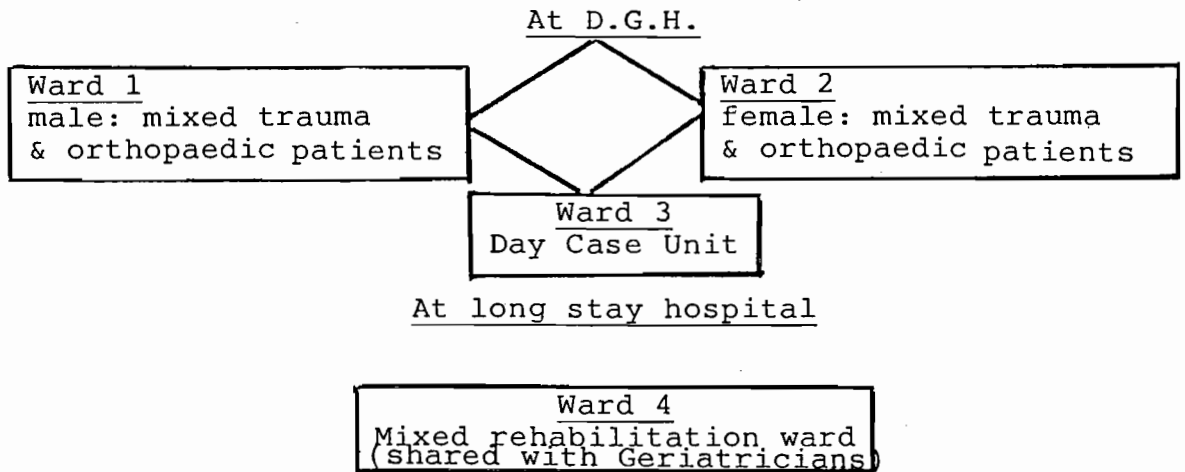 At D.G.H.
Ward 1
male: mixed trauma
& orthopaedic patients
Ward 2
female: mixed trauma
& orthopaedic patients
Ward 3
Day Case Unit
At long stay hospital
Ward 4
Mixed rehabilitation ward
(shared with Geriatricians)